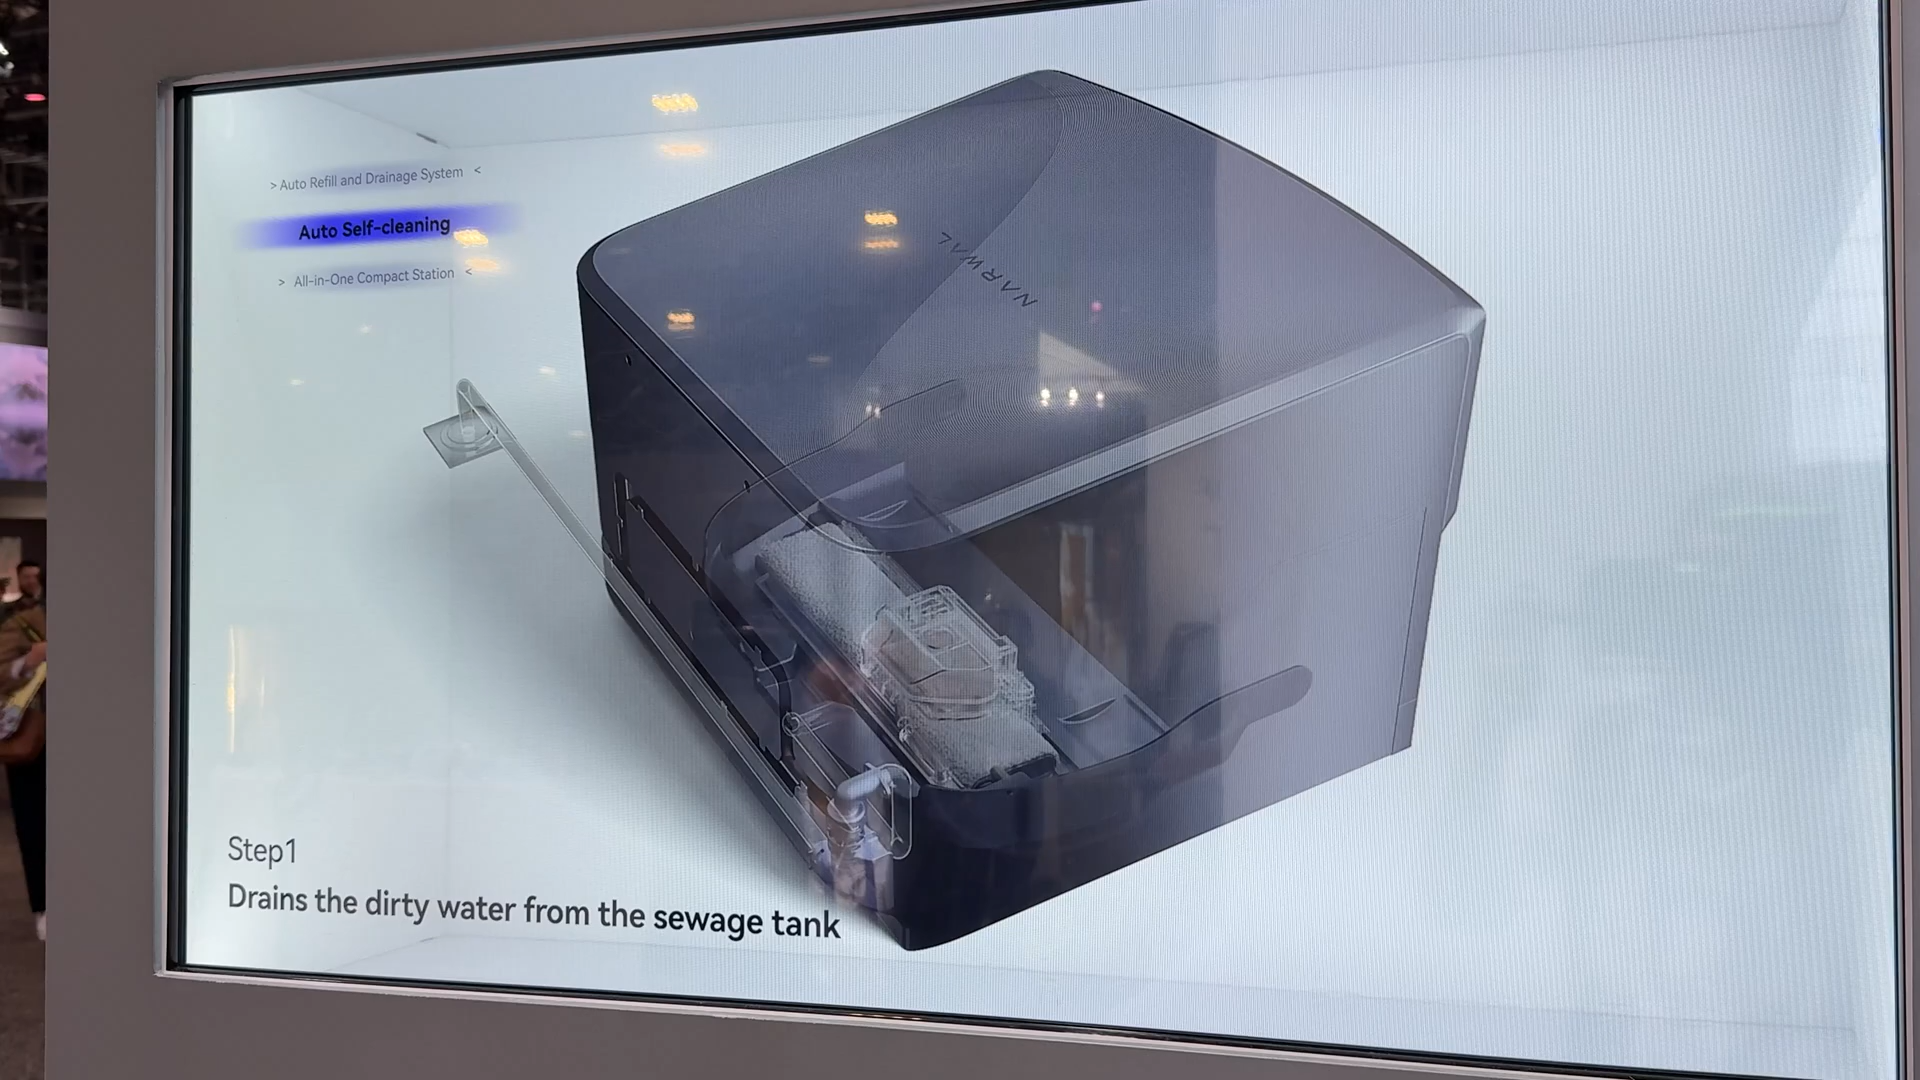 > Auto Refill and Drainage System <
Auto Self-cleaning
> All-in-One Compact Station <
NARWAL
Step1
Drains the dirty water from the sewage tank